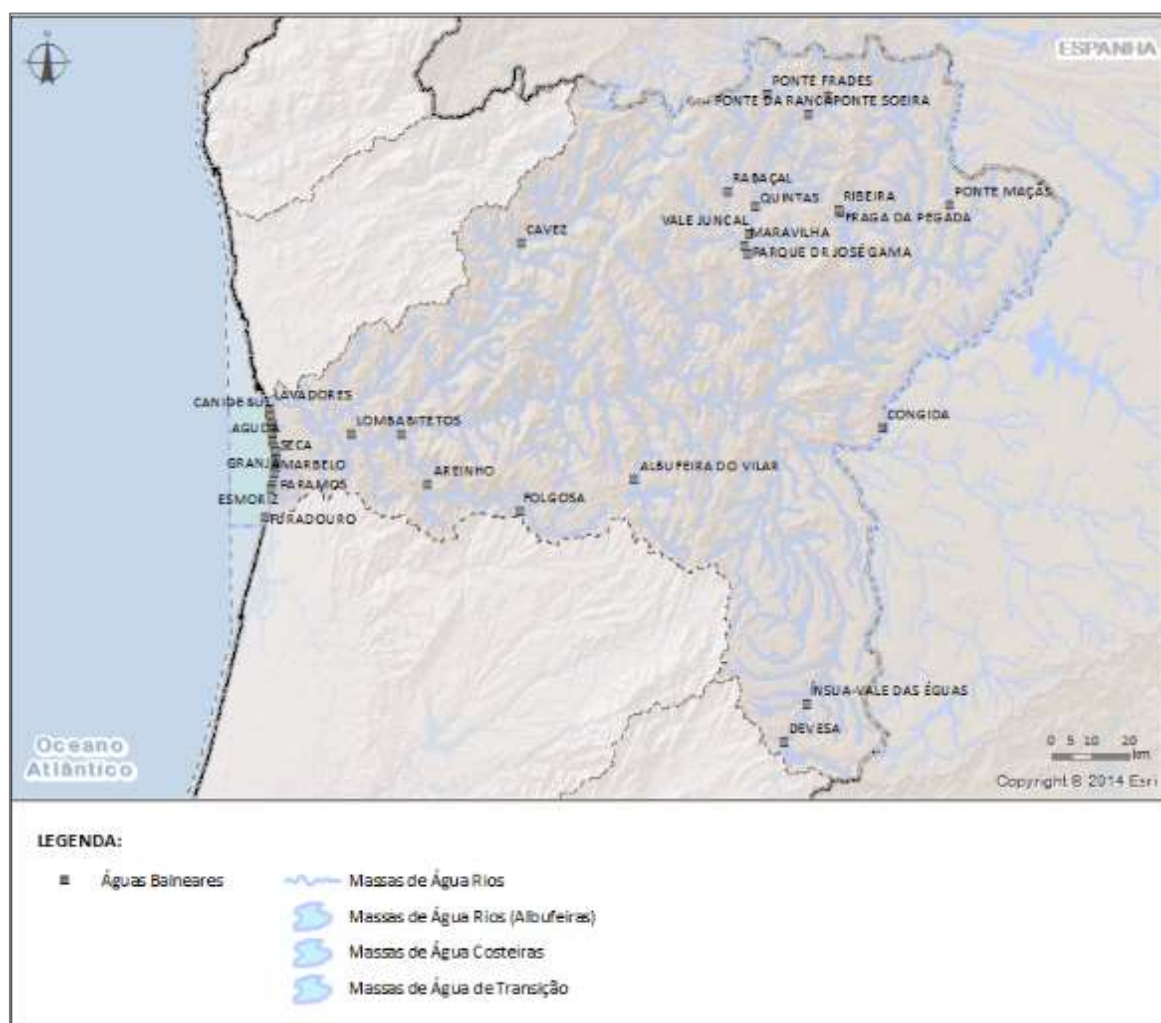 N
ESPANHA
PONTE FRADES
PONTE DA RANCA
PONTE SOEIRA
RABAÇAL
QUINTAS
RIBEIRA
PONTE MAÇÃS
FRAGA DA PEGADA
VALE JUNCAL
MARAVILHA
PARQUE DR JOSÉ GAMA
CAVEZ
LAVADORES
CANIDE SUL
AGUDA
SECA
LOMBA
BITETOS
CONGIDA
GRANJA
MARBELO
AREINHO
ALBUFEIRA DO VILAR
PARAMOS
ESMORIZ
FOLGOSA
FURADOURO
ÍNSUA-VALE DAS ÉGUAS
DEVESA
Oceano
Atlântico
0 5 10 20
km
Copyright © 2014 Esri
LEGENDA:
Águas Balneares
Massas de Água Rios
Massas de Água Rios (Albufeiras)
Massas de Água Costeiras
Massas de Água de Transição